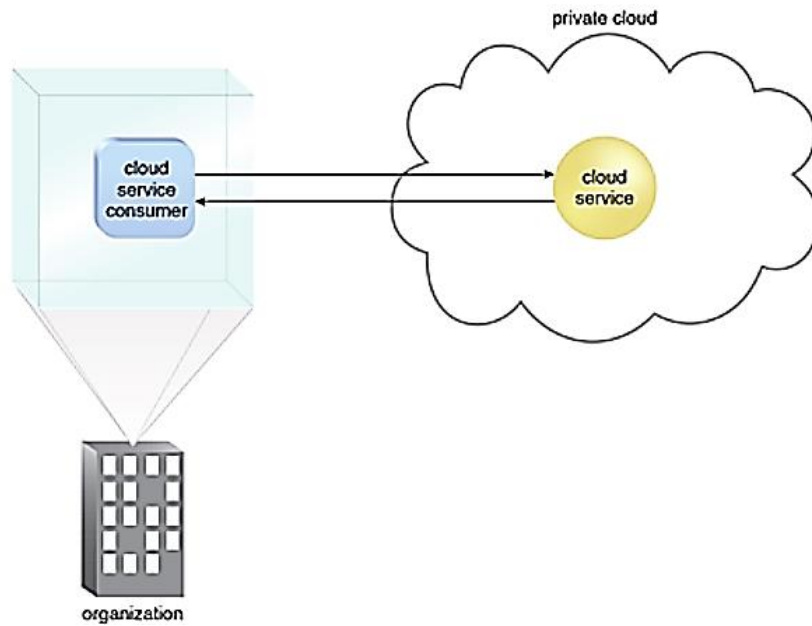 private cloud
cloud
service
consumer
cloud
service
organization